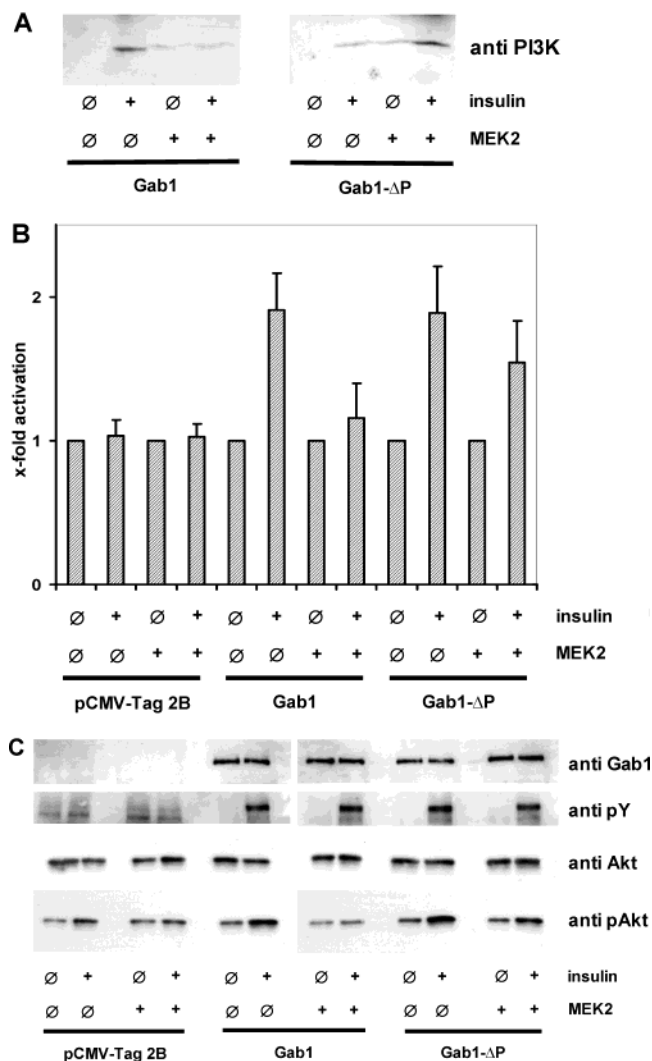 A
anti PI3K
∅ + ∅ + ∅ + ∅ + insulin
∅ ∅ + + ∅ ∅ + + MEK2
Gab1 Gab1-ΔP
B
x-fold activation
2
1
0
∅ + ∅ + ∅ + ∅ + ∅ + ∅ + insulin
∅ ∅ + + ∅ ∅ + + ∅ ∅ + + MEK2
pCMV-Tag 2B Gab1 Gab1-ΔP
C
anti Gab1
anti pY
anti Akt
anti pAkt
∅ + ∅ + ∅ + ∅ + ∅ + ∅ + insulin
∅ ∅ + + ∅ ∅ + + ∅ ∅ + + MEK2
pCMV-Tag 2B Gab1 Gab1-ΔP